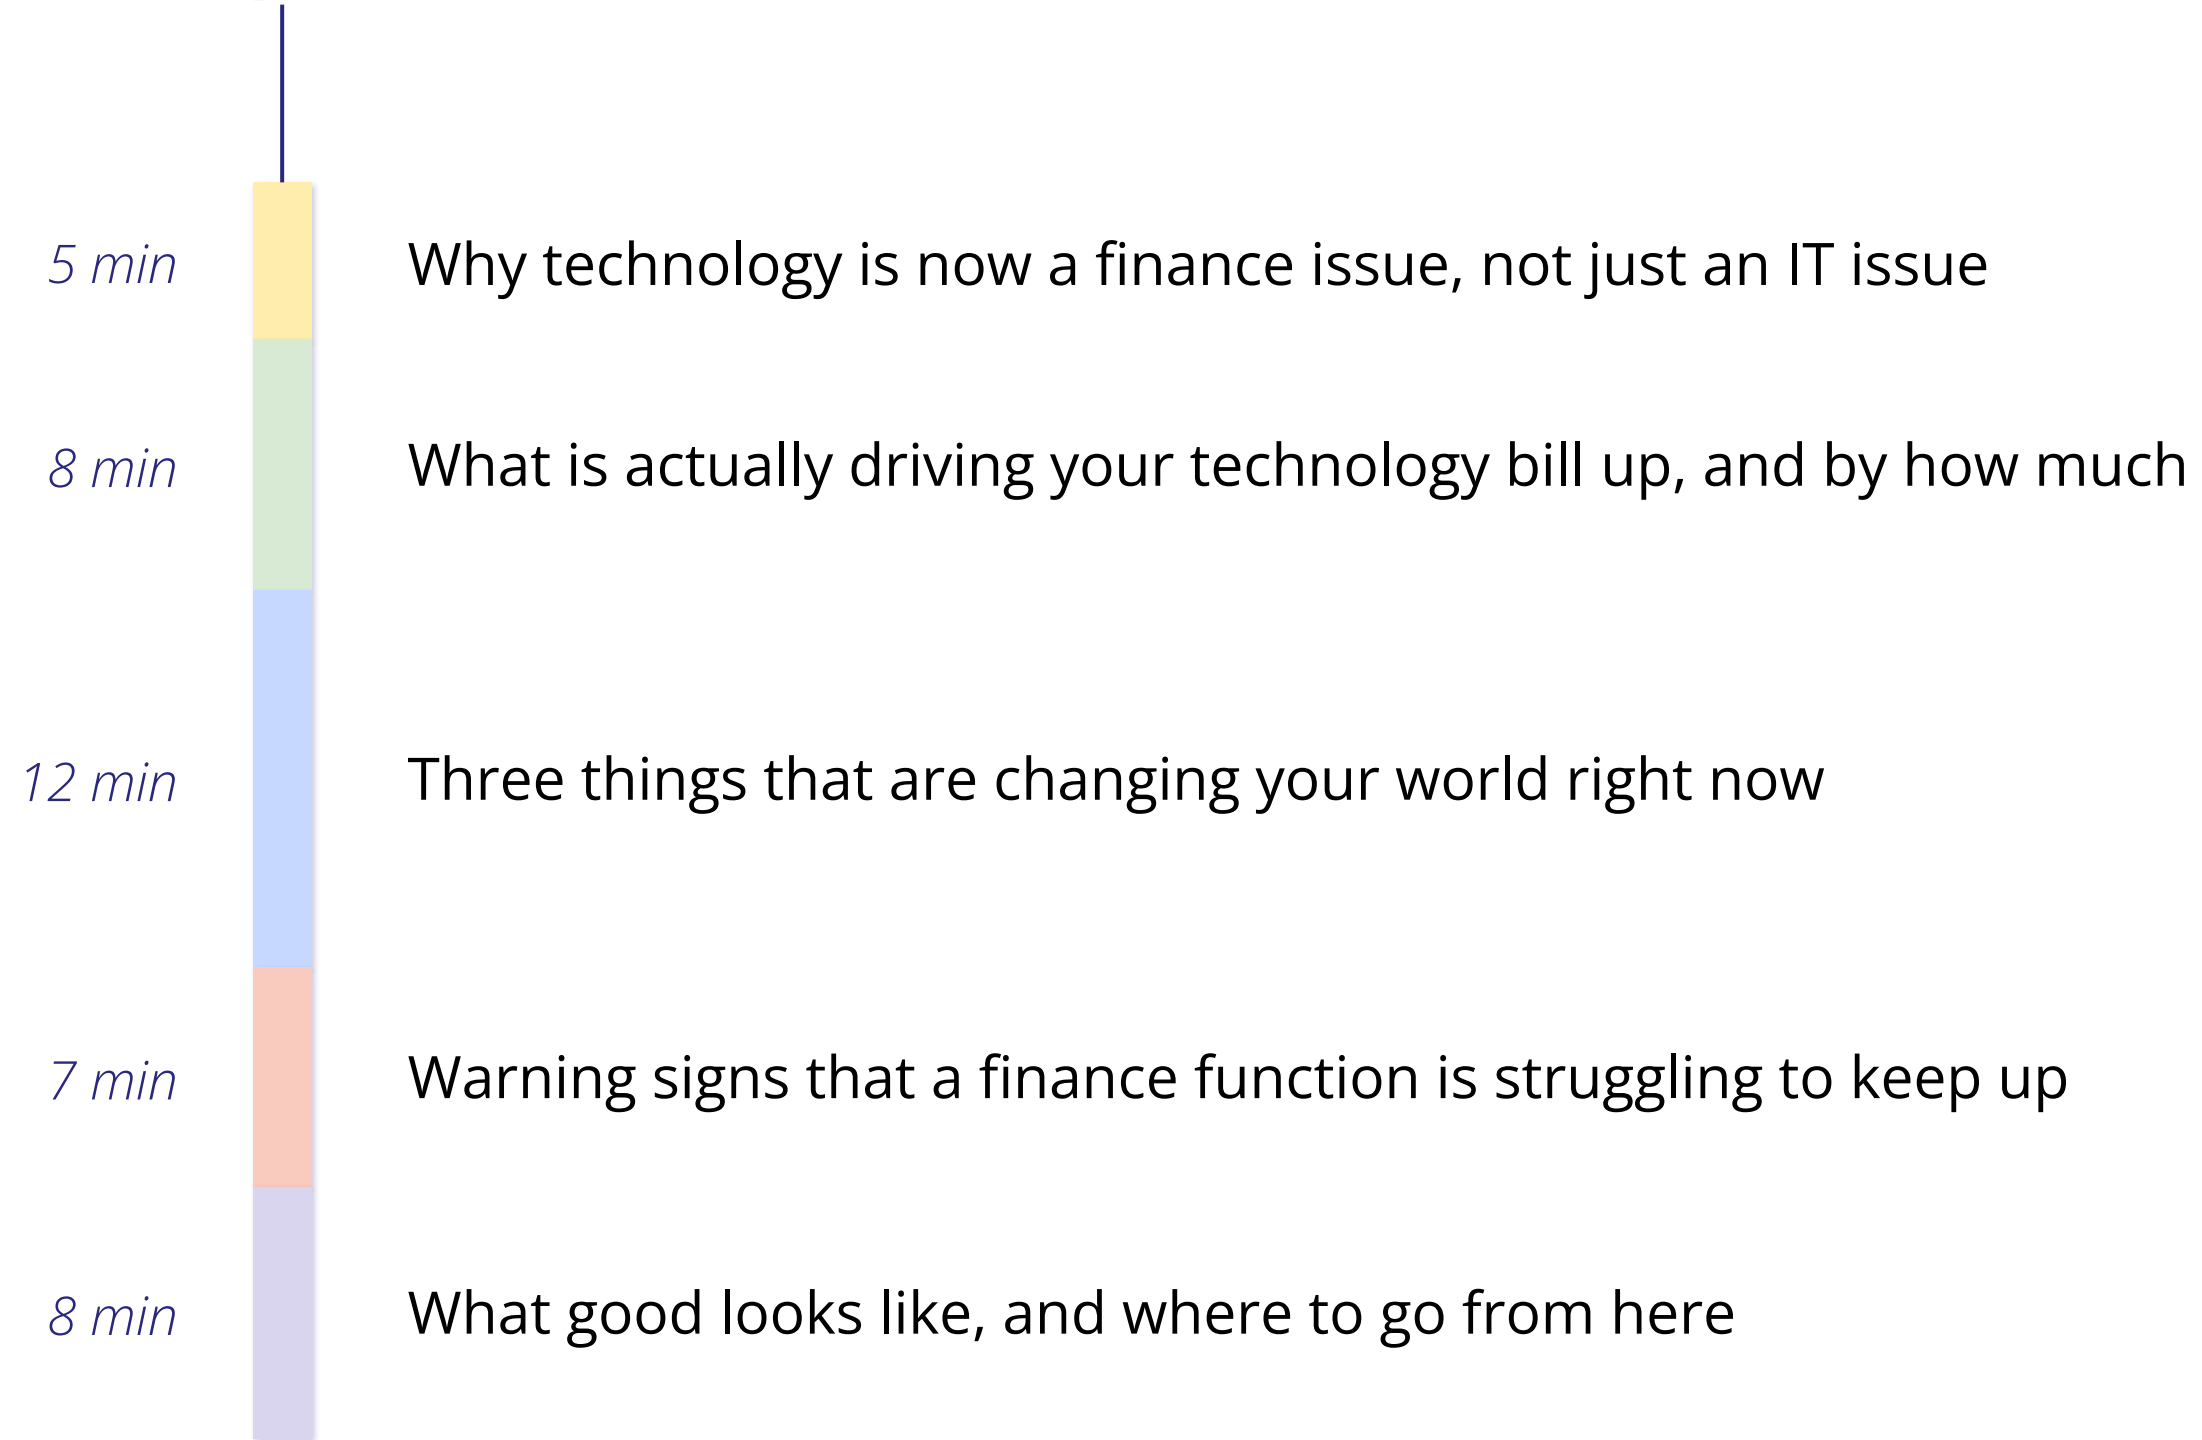 5 min
Why technology is now a finance issue, not just an IT issue
8 min
What is actually driving your technology bill up, and by how much
12 min
Three things that are changing your world right now
7 min
Warning signs that a finance function is struggling to keep up
8 min
What good looks like, and where to go from here